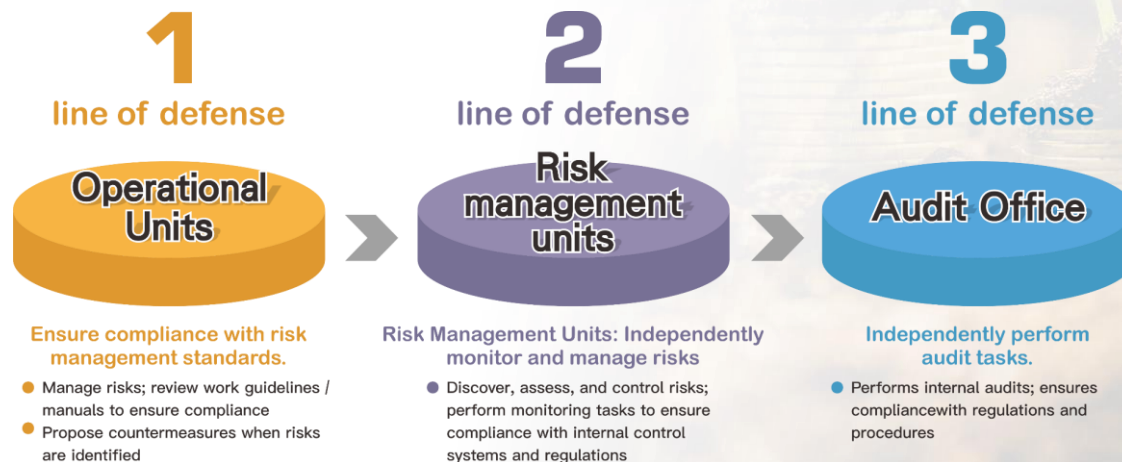 1
line of defense
Operational
Units
Ensure compliance with risk
management standards.
Manage risks; review work guidelines /
manuals to ensure compliance
Propose countermeasures when risks
are identified
2
line of defense
Risk
management
units
Risk Management Units: Independently
monitor and manage risks
Discover, assess, and control risks;
perform monitoring tasks to ensure
compliance with internal control
systems and regulations
3
line of defense
Audit Office
Independently perform
audit tasks.
Performs internal audits; ensures
compliancewith regulations and
procedures